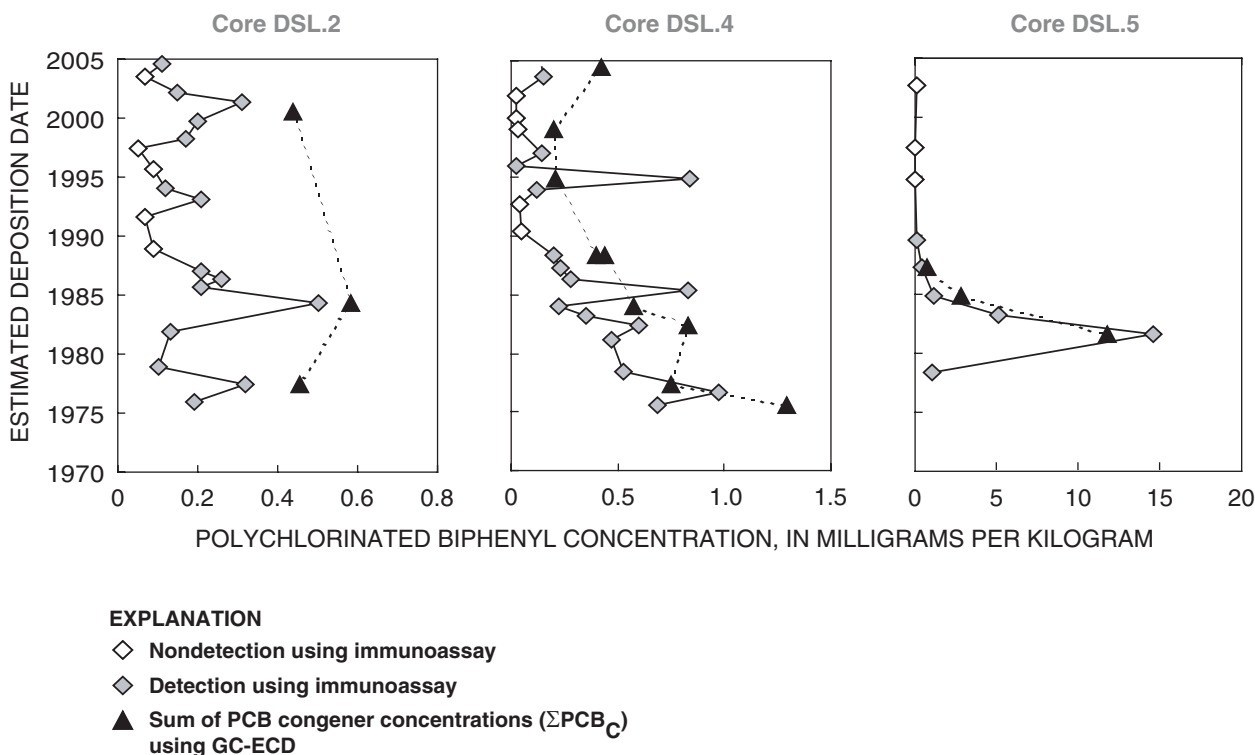 Core DSL.2
Core DSL.4
Core DSL.5
ESTIMATED DEPOSITION DATE
2005
2000
1995
1990
1985
1980
1975
1970
0 0.2 0.4 0.6 0.8
0 0.5 1.0 1.5
0 5 10 15 20
POLYCHLORINATED BIPHENYL CONCENTRATION, IN MILLIGRAMS PER KILOGRAM
EXPLANATION
Nondetection using immunoassay
Detection using immunoassay
Sum of PCB congener concentrations (ΣPCBC)
using GC-ECD